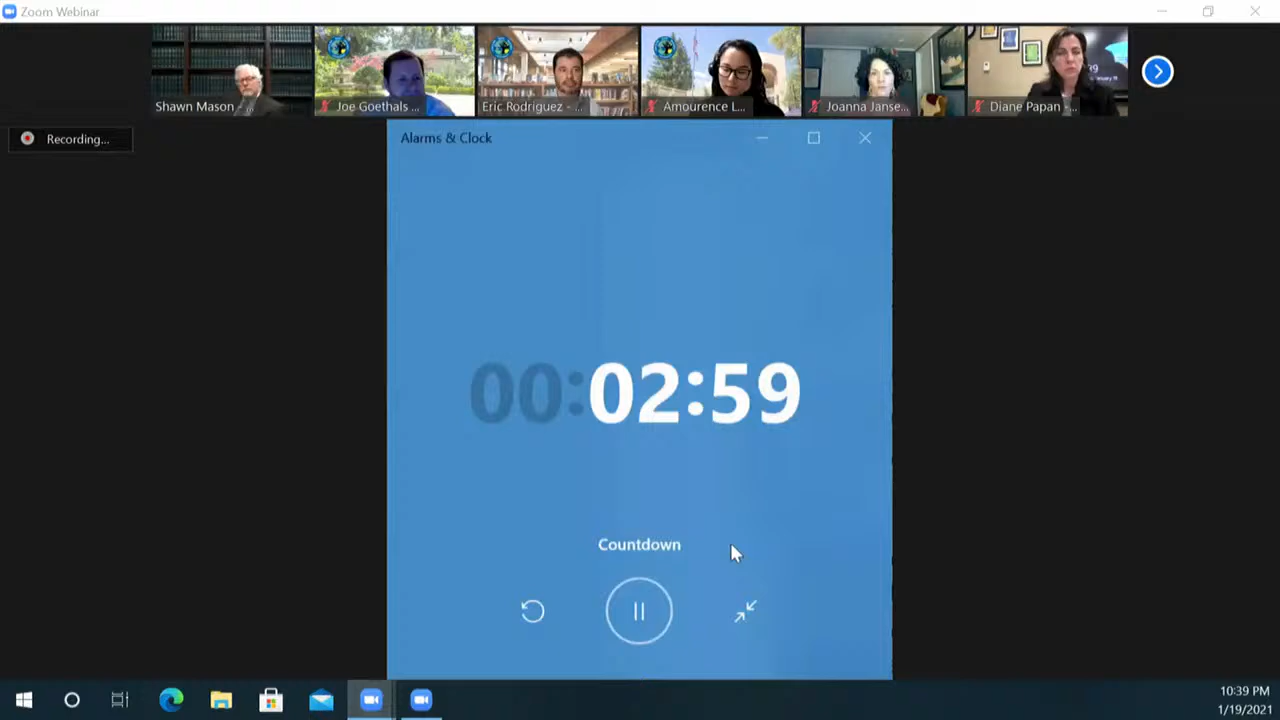 Zoom Webinar
Shawn Mason - ...
Joe Goethals ...
Eric Rodriguez - ...
Amourence L...
Joanna Janse...
Diane Papan - ...
Recording...
Alarms & Clock
00:02:59
Countdown
10:39 PM
1/19/2021